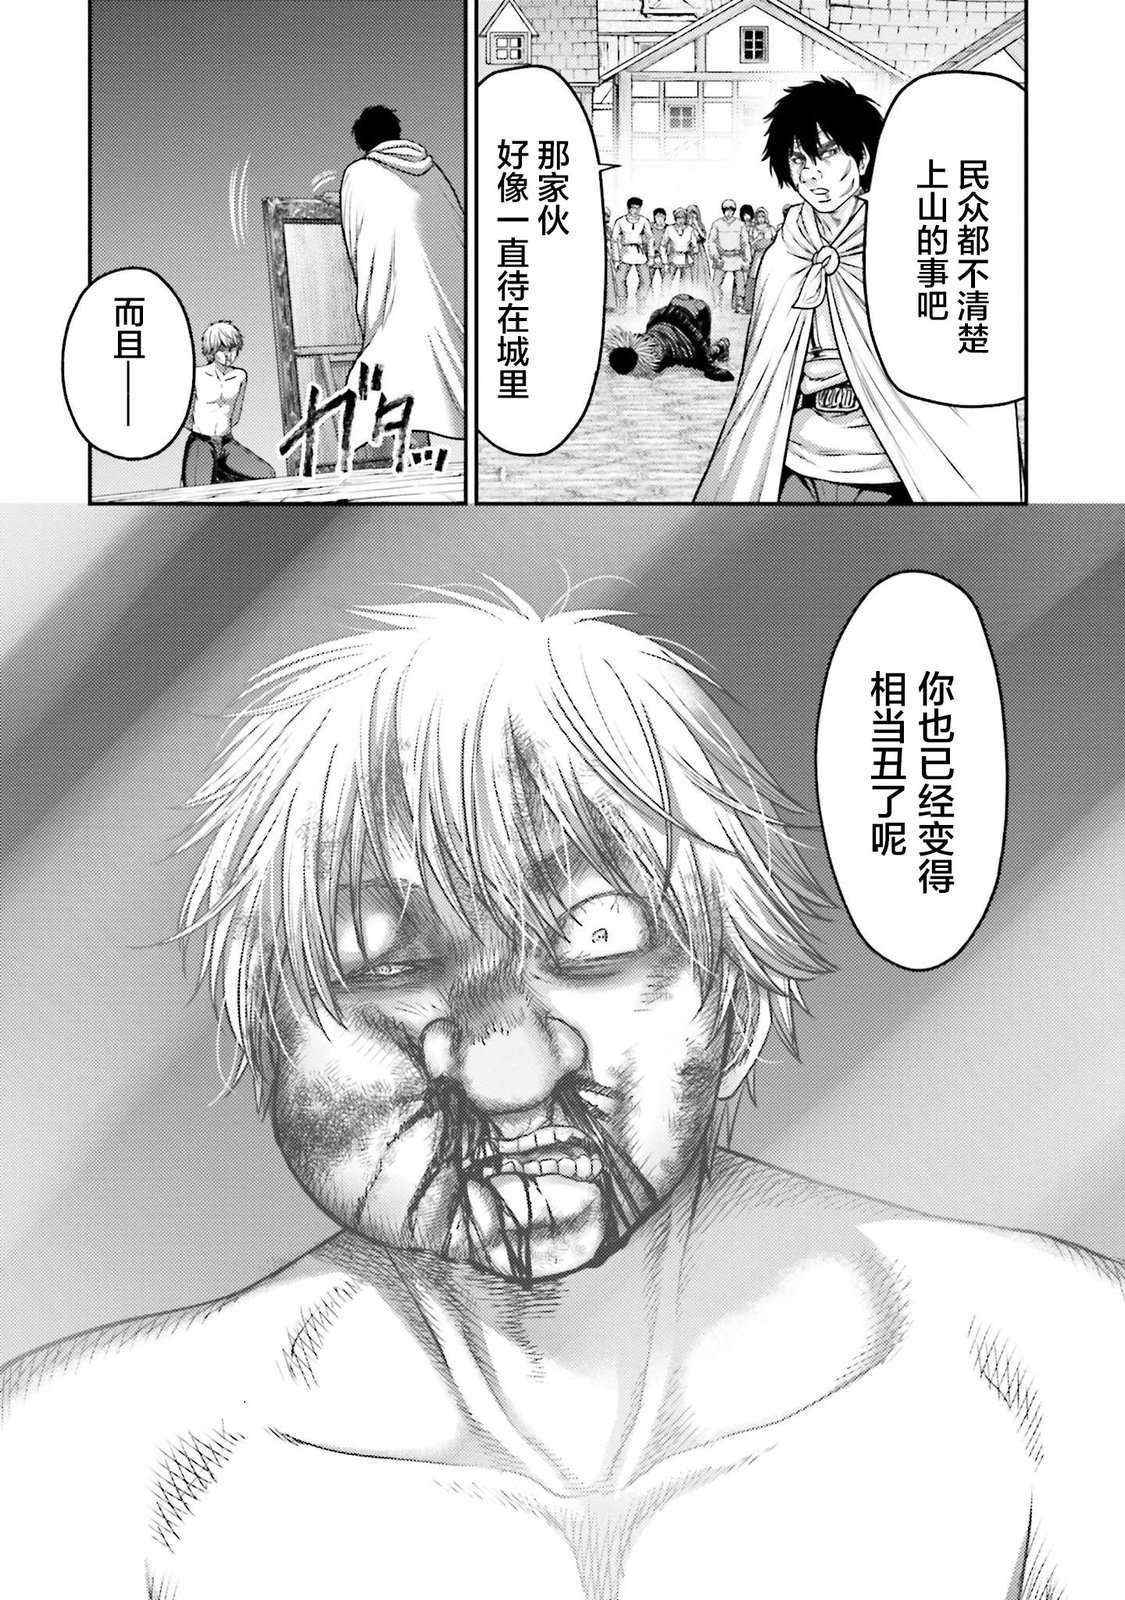 民众都不清楚
上山的事吧
那家伙
好像一直待在城里
ガタッ
而且——
你也已经变得
相当丑了呢